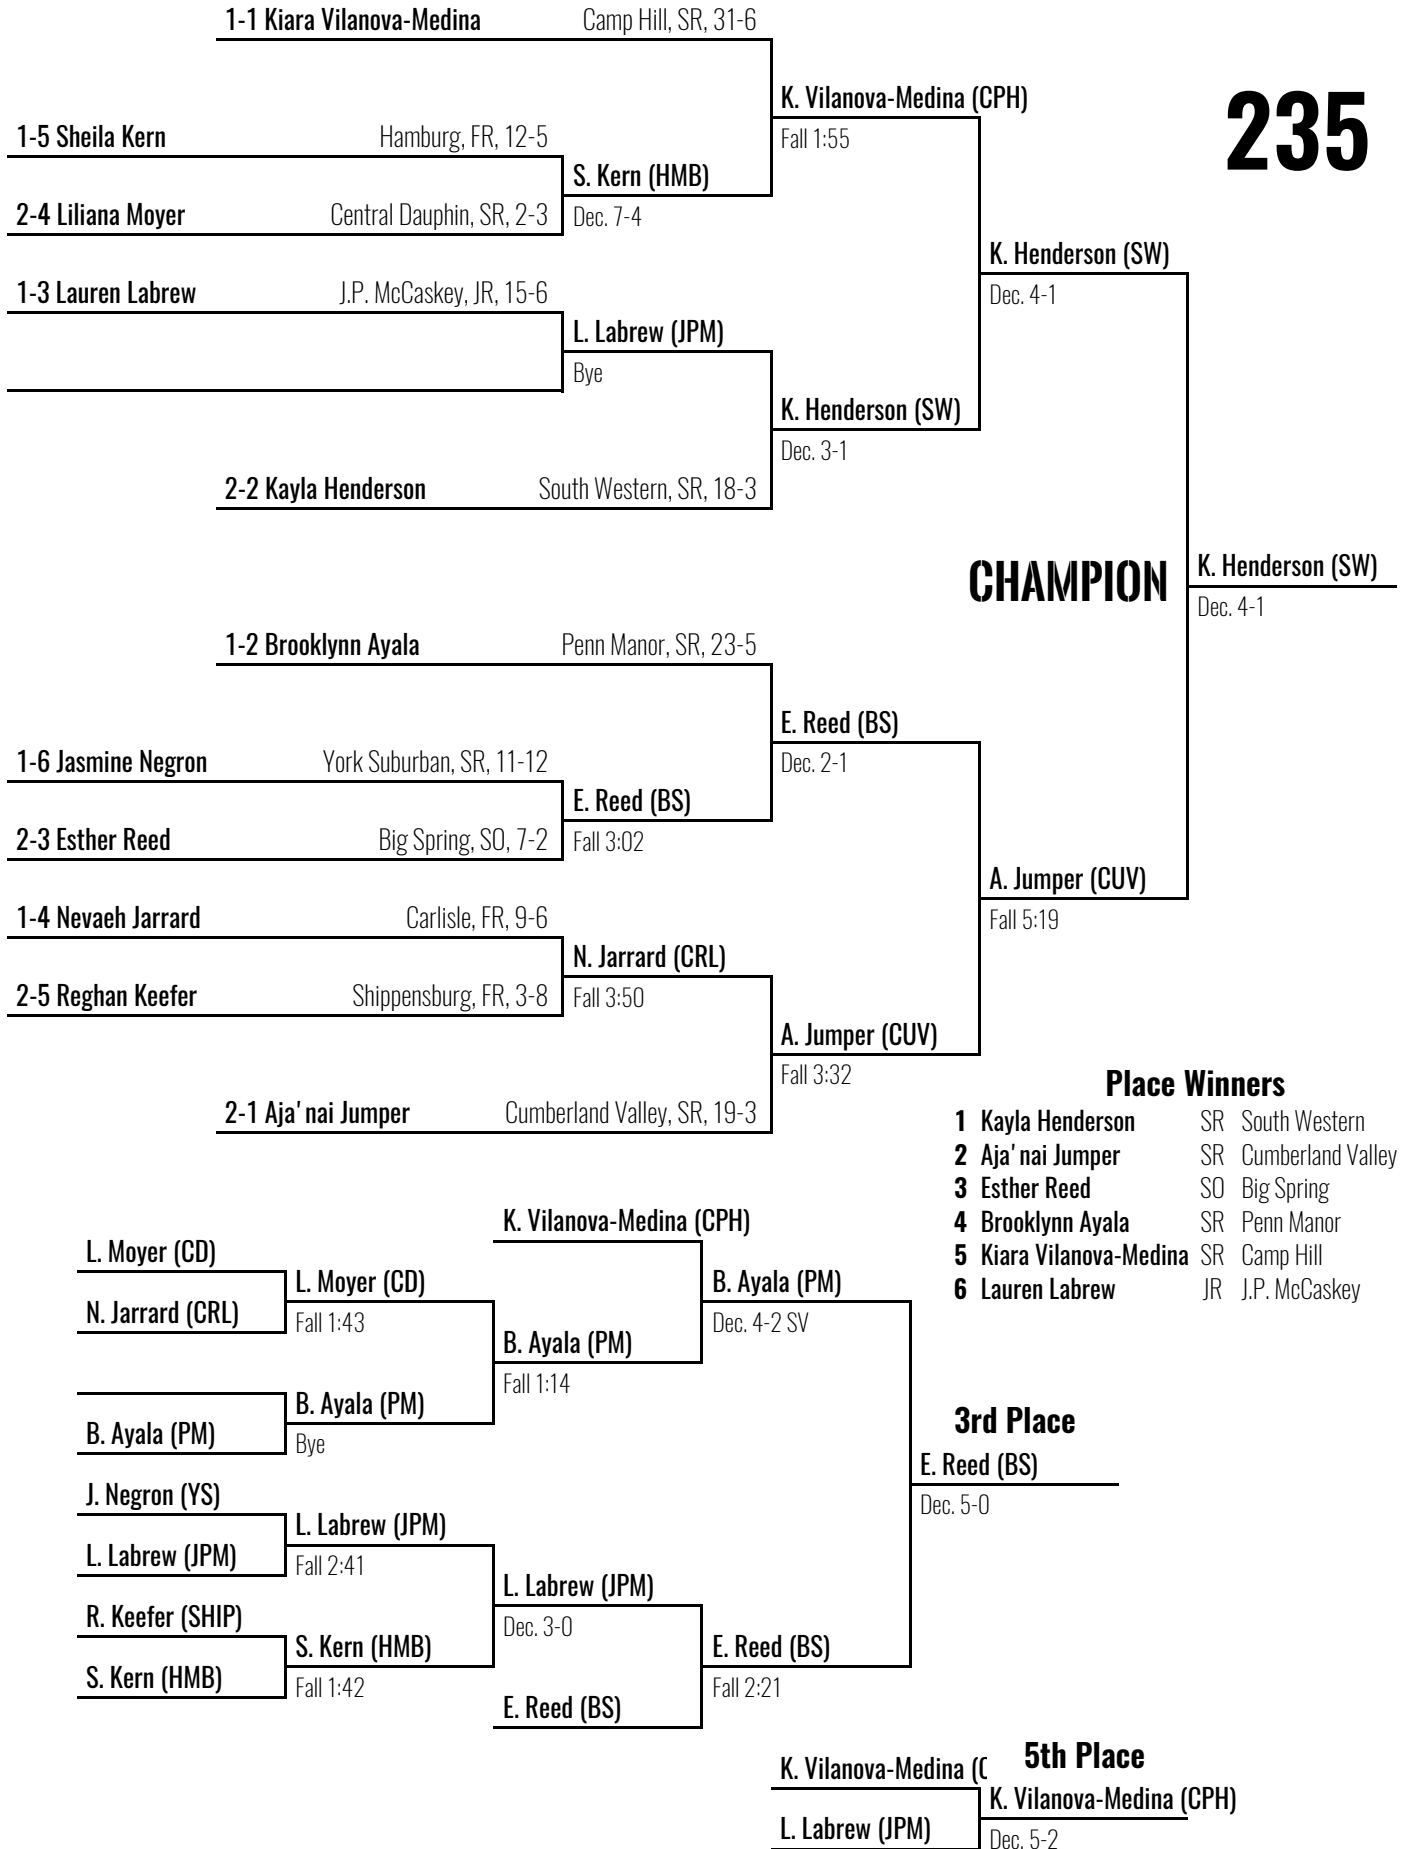 1-1 Kiara Vilanova-Medina Camp Hill, SR, 31-6
K. Vilanova-Medina (CPH)
Fall 1:55
235
1-5 Sheila Kern Hamburg, FR, 12-5
S. Kern (HMB)
Dec. 7-4
2-4 Liliana Moyer Central Dauphin, SR, 2-3
K. Henderson (SW)
Dec. 4-1
1-3 Lauren Labrew J.P. McCaskey, JR, 15-6
L. Labrew (JPM)
Bye
K. Henderson (SW)
Dec. 3-1
2-2 Kayla Henderson South Western, SR, 18-3
CHAMPION
K. Henderson (SW)
Dec. 4-1
1-2 Brooklynn Ayala Penn Manor, SR, 23-5
E. Reed (BS)
Dec. 2-1
1-6 Jasmine Negron York Suburban, SR, 11-12
E. Reed (BS)
Fall 3:02
2-3 Esther Reed Big Spring, SO, 7-2
A. Jumper (CUV)
Fall 5:19
1-4 Nevaeh Jarrard Carlisle, FR, 9-6
N. Jarrard (CRL)
Fall 3:50
2-5 Reghan Keefer Shippensburg, FR, 3-8
A. Jumper (CUV)
Fall 3:32
2-1 Aja'nai Jumper Cumberland Valley, SR, 19-3
Place Winners
1 Kayla Henderson SR South Western
2 Aja'nai Jumper SR Cumberland Valley
3 Esther Reed SO Big Spring
4 Brooklynn Ayala SR Penn Manor
5 Kiara Vilanova-Medina SR Camp Hill
6 Lauren Labrew JR J.P. McCaskey
K. Vilanova-Medina (CPH)
L. Moyer (CD)
L. Moyer (CD)
Fall 1:43
N. Jarrard (CRL)
B. Ayala (PM)
Dec. 4-2 SV
B. Ayala (PM)
Fall 1:14
B. Ayala (PM)
Bye
B. Ayala (PM)
3rd Place
E. Reed (BS)
Dec. 5-0
J. Negron (YS)
L. Labrew (JPM)
Fall 2:41
L. Labrew (JPM)
L. Labrew (JPM)
Dec. 3-0
R. Keefer (SHIP)
S. Kern (HMB)
Fall 1:42
S. Kern (HMB)
E. Reed (BS)
Fall 2:21
E. Reed (BS)
5th Place
K. Vilanova-Medina (
K. Vilanova-Medina (CPH)
Dec. 5-2
L. Labrew (JPM)